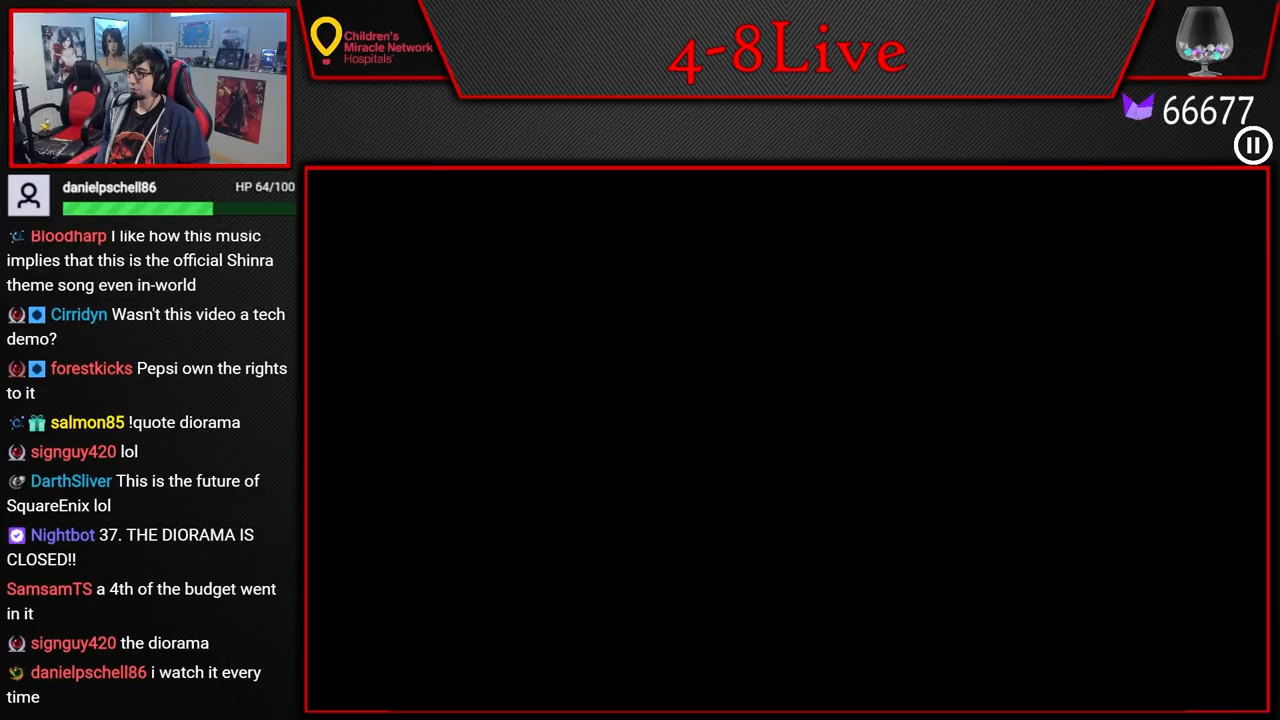 Children's
Miracle Network
Hospitals
4-8Live
66677
danielpschell86 HP 64/100
Bloodharp I like how this music
implies that this is the official Shinra
theme song even in-world
Cirridyn Wasn't this video a tech
demo?
forestkicks Pepsi own the rights
to it
salmon85 !quote diorama
signguy420 lol
DarthSliver This is the future of
SquareEnix lol
Nightbot 37. THE DIORAMA IS
CLOSED!!
SamsamTS a 4th of the budget went
in it
signguy420 the diorama
danielpschell86 i watch it every
time